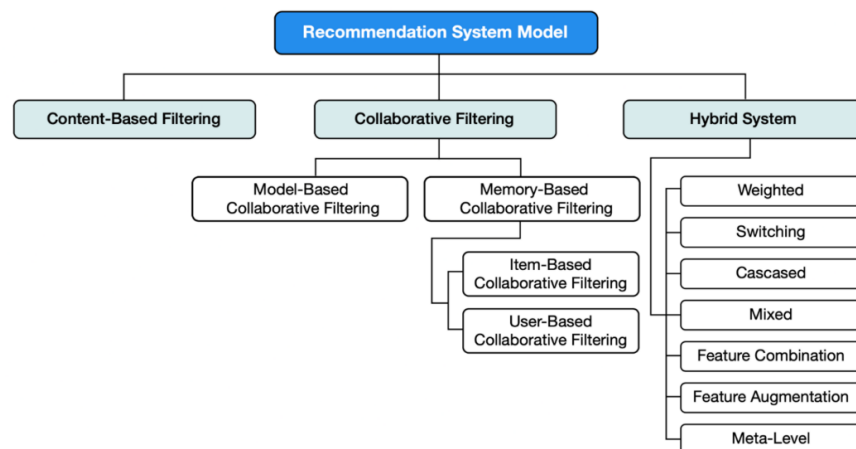 Recommendation System Model
Content-Based Filtering
Collaborative Filtering
Hybrid System
Model-Based
Collaborative Filtering
Memory-Based
Collaborative Filtering
Item-Based
Collaborative Filtering
User-Based
Collaborative Filtering
Weighted
Switching
Cascased
Mixed
Feature Combination
Feature Augmentation
Meta-Level